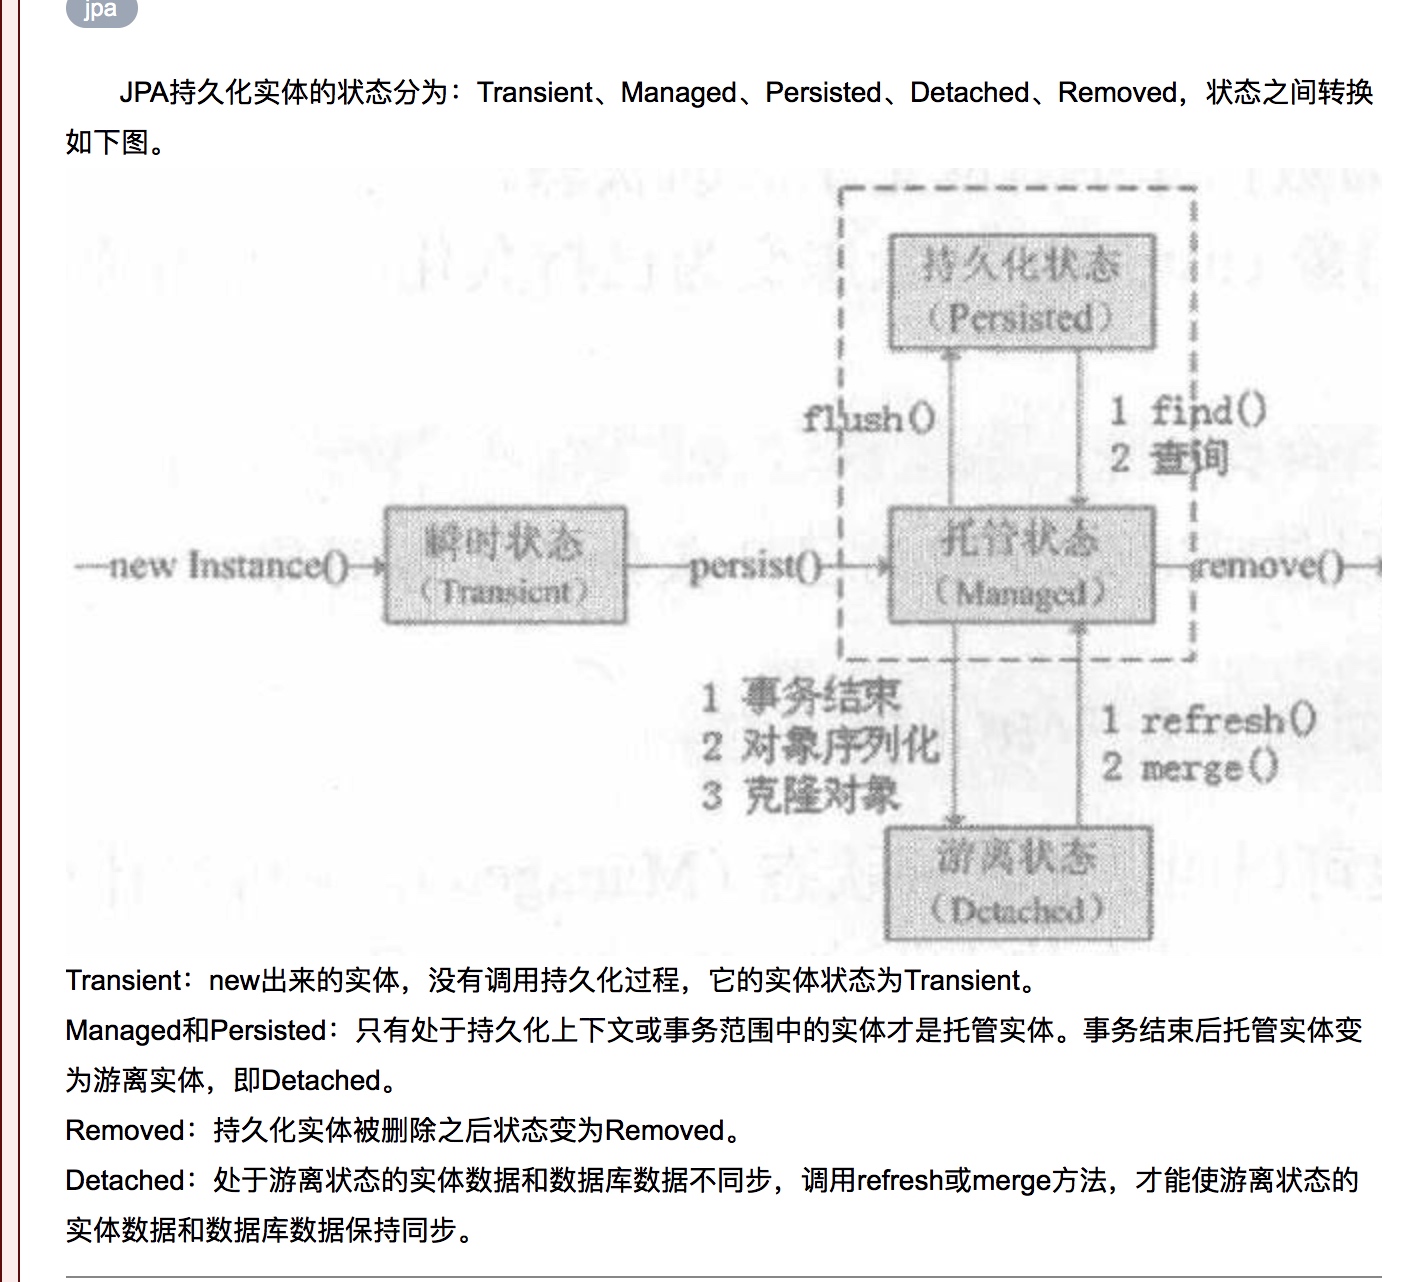 jpa
JPA持久化实体的状态分为：Transient、Managed、Persisted、Detached、Removed，状态之间转换
如下图。
持久化状态
（Persisted）
flush()
1 find()
2 查询
new Instance()
瞬时状态
（Transient）
persist()
托管状态
（Managed）
remove()
1 事务结束
2 对象序列化
3 克隆对象
1 refresh()
2 merge()
游离状态
（Detached）
Transient：new出来的实体，没有调用持久化过程，它的实体状态为Transient。
Managed和Persisted：只有处于持久化上下文或事务范围中的实体才是托管实体。事务结束后托管实体变
为游离实体，即Detached。
Removed：持久化实体被删除之后状态变为Removed。
Detached：处于游离状态的实体数据和数据库数据不同步，调用refresh或merge方法，才能使游离状态的
实体数据和数据库数据保持同步。